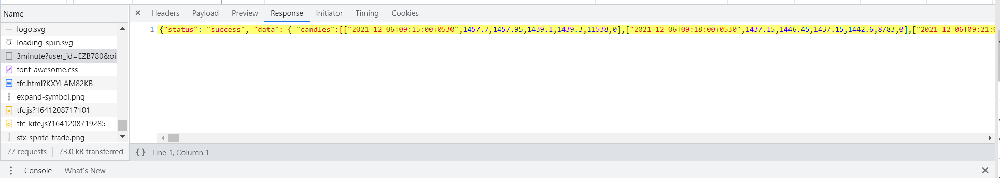 Name
Headers Payload Preview Response Initiator Timing Cookies
logo.svg
loading-spin.svg
3minute?user_id=EZB780&oi.
font-awesome.css
tfc.html?KXYLAM82KB
expand-symbol.png
tfc.js?1641208717101
tfc-kite.js?1641208719285
stx-sprite-trade.png
77 requests 73.0 kB transferred
1 {"status": "success", "data": { "candles":[["2021-12-06T09:15:00+0530",1457.7,1457.95,1439.1,1439.3,11538,0],["2021-12-06T09:18:00+0530",1437.15,1446.45,1437.15,1442.6,8783,0],["2021-12-06T09:21:0
{} Line 1, Column 1
Console What's New